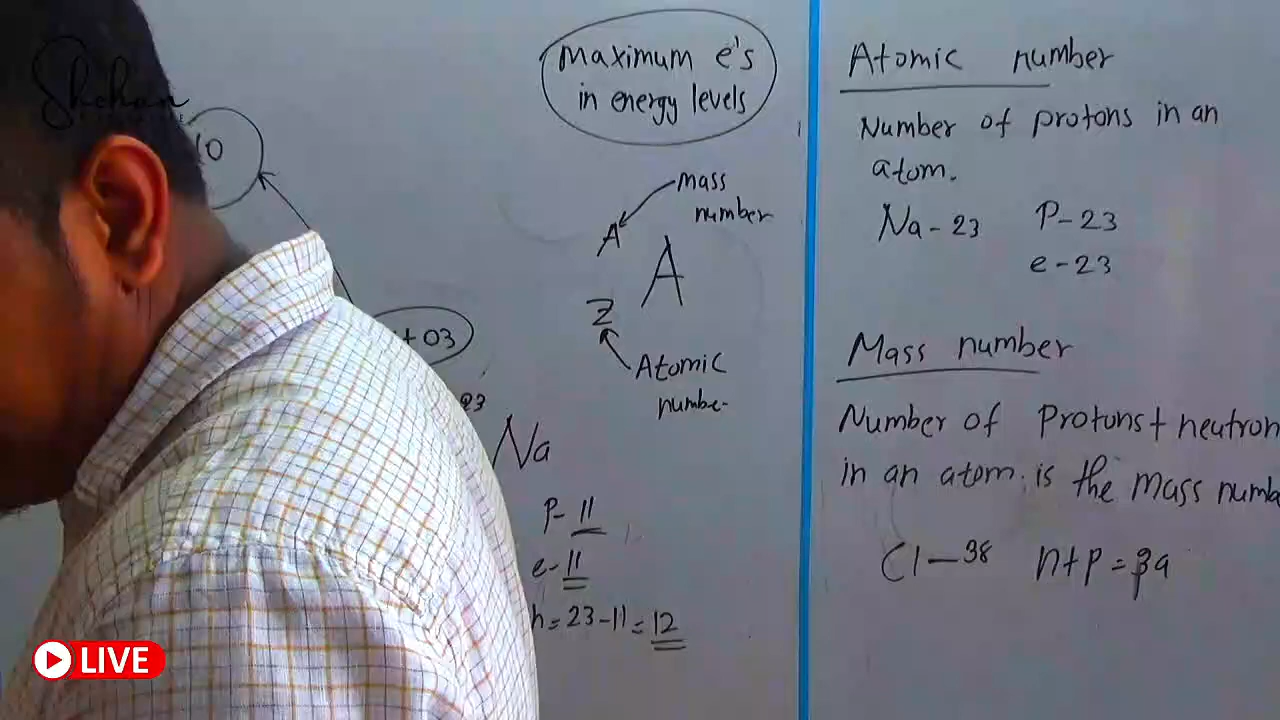 Shehan
10
Maximum e's
in energy levels
mass
number
A
A
Z
Atomic
numbe
+ 03
23
Na
P- 11
e- 11
n = 23 - 11 = 12
Atomic number
Number of protons in an
atom.
Na - 23 P - 23
e - 23
Mass number
Number of Protons + neutron
in an atom. is the mass numb
Cl - 38
n+p =
LIVE